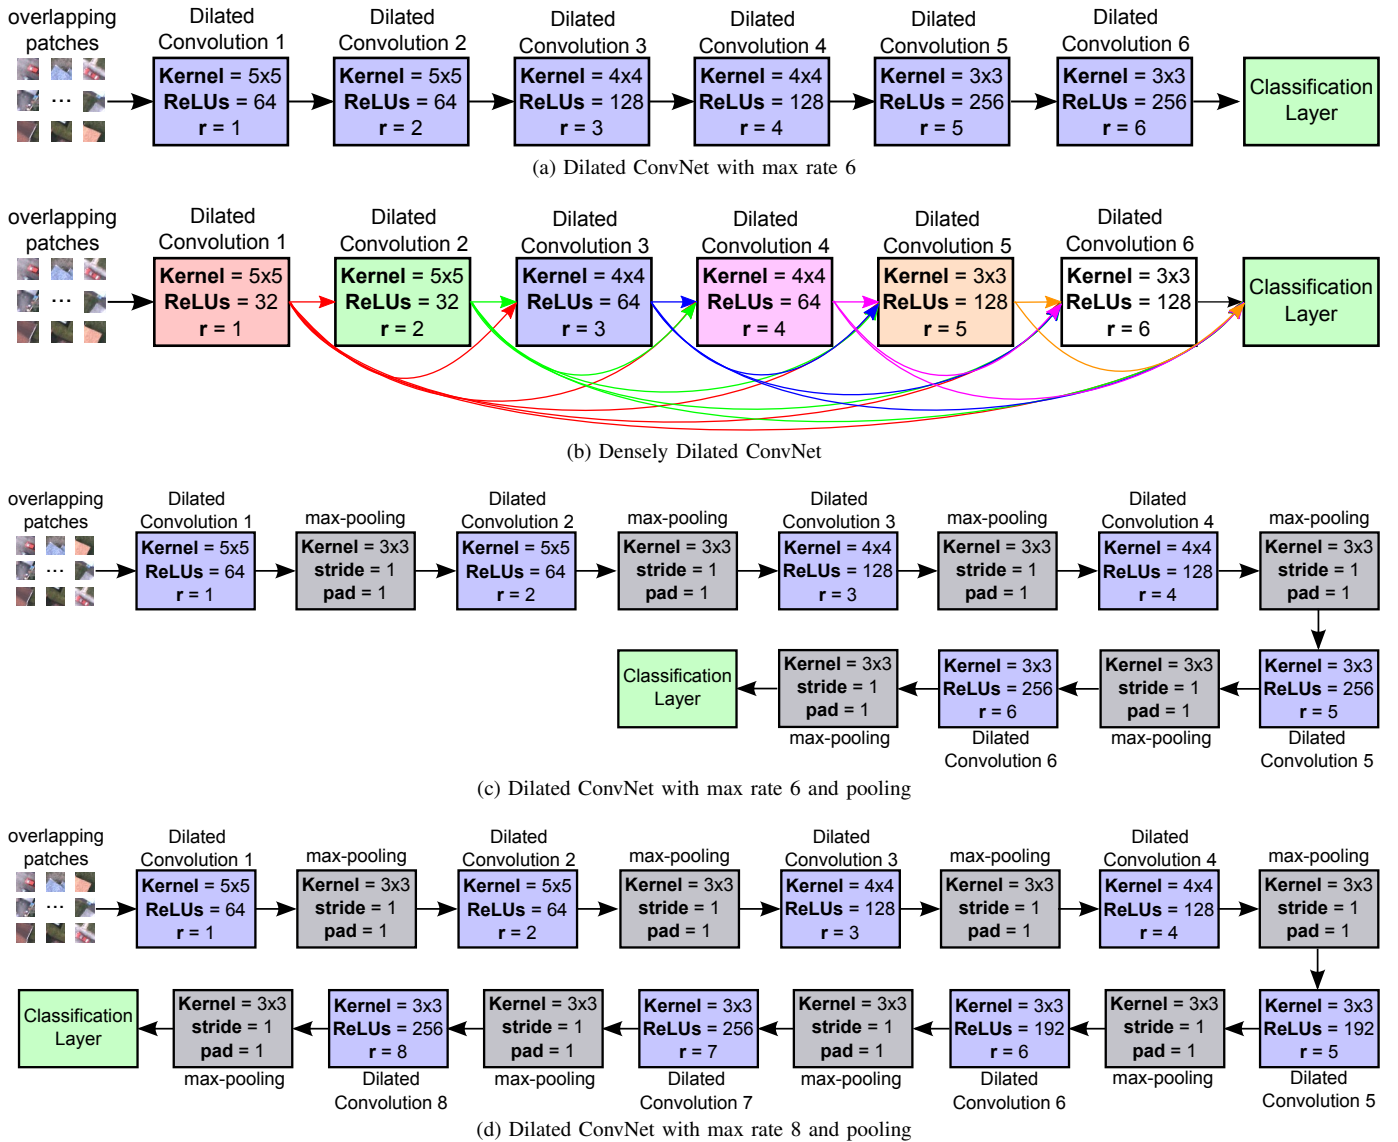 overlapping
patches
...
Dilated
Convolution 1
Kernel = 5x5
ReLUs = 64
r = 1
Dilated
Convolution 2
Kernel = 5x5
ReLUs = 64
r = 2
Dilated
Convolution 3
Kernel = 4x4
ReLUs = 128
r = 3
Dilated
Convolution 4
Kernel = 4x4
ReLUs = 128
r = 4
Dilated
Convolution 5
Kernel = 3x3
ReLUs = 256
r = 5
Dilated
Convolution 6
Kernel = 3x3
ReLUs = 256
r = 6
Classification
Layer
(a) Dilated ConvNet with max rate 6
overlapping
patches
...
Dilated
Convolution 1
Kernel = 5x5
ReLUs = 32
r = 1
Dilated
Convolution 2
Kernel = 5x5
ReLUs = 32
r = 2
Dilated
Convolution 3
Kernel = 4x4
ReLUs = 64
r = 3
Dilated
Convolution 4
Kernel = 4x4
ReLUs = 64
r = 4
Dilated
Convolution 5
Kernel = 3x3
ReLUs = 128
r = 5
Dilated
Convolution 6
Kernel = 3x3
ReLUs = 128
r = 6
Classification
Layer
(b) Densely Dilated ConvNet
overlapping
patches
...
Dilated
Convolution 1
Kernel = 5x5
ReLUs = 64
r = 1
max-pooling
Kernel = 3x3
stride = 1
pad = 1
Dilated
Convolution 2
Kernel = 5x5
ReLUs = 64
r = 2
max-pooling
Kernel = 3x3
stride = 1
pad = 1
Dilated
Convolution 3
Kernel = 4x4
ReLUs = 128
r = 3
max-pooling
Kernel = 3x3
stride = 1
pad = 1
Dilated
Convolution 4
Kernel = 4x4
ReLUs = 128
r = 4
max-pooling
Kernel = 3x3
stride = 1
pad = 1
Kernel = 3x3
ReLUs = 256
r = 5
Dilated
Convolution 5
Kernel = 3x3
stride = 1
pad = 1
max-pooling
Kernel = 3x3
ReLUs = 256
r = 6
Dilated
Convolution 6
Kernel = 3x3
stride = 1
pad = 1
max-pooling
Classification
Layer
(c) Dilated ConvNet with max rate 6 and pooling
overlapping
patches
...
Dilated
Convolution 1
Kernel = 5x5
ReLUs = 64
r = 1
max-pooling
Kernel = 3x3
stride = 1
pad = 1
Dilated
Convolution 2
Kernel = 5x5
ReLUs = 64
r = 2
max-pooling
Kernel = 3x3
stride = 1
pad = 1
Dilated
Convolution 3
Kernel = 4x4
ReLUs = 128
r = 3
max-pooling
Kernel = 3x3
stride = 1
pad = 1
Dilated
Convolution 4
Kernel = 4x4
ReLUs = 128
r = 4
max-pooling
Kernel = 3x3
stride = 1
pad = 1
Kernel = 3x3
ReLUs = 192
r = 5
Dilated
Convolution 5
Kernel = 3x3
stride = 1
pad = 1
max-pooling
Kernel = 3x3
ReLUs = 192
r = 6
Dilated
Convolution 6
Kernel = 3x3
stride = 1
pad = 1
max-pooling
Kernel = 3x3
ReLUs = 256
r = 7
Dilated
Convolution 7
Kernel = 3x3
stride = 1
pad = 1
max-pooling
Kernel = 3x3
ReLUs = 256
r = 8
Dilated
Convolution 8
Kernel = 3x3
stride = 1
pad = 1
max-pooling
Classification
Layer
(d) Dilated ConvNet with max rate 8 and pooling